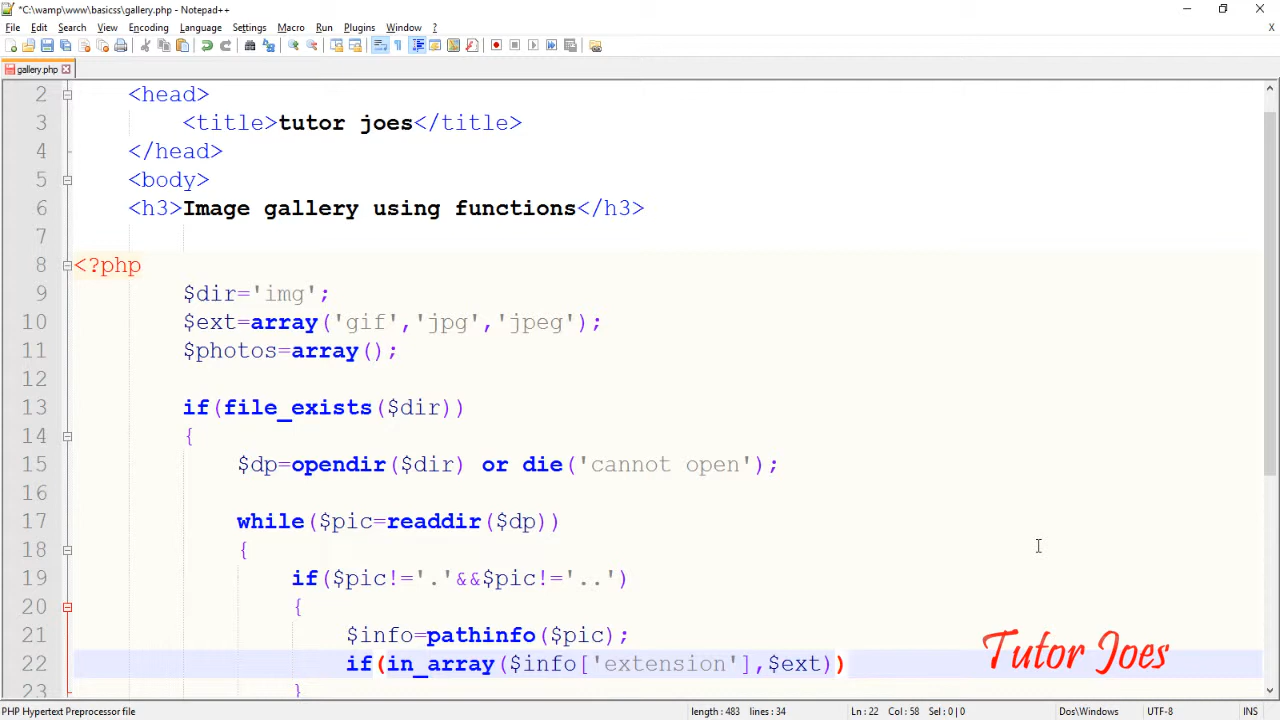 *C:\wamp\www\basicss\gallery.php - Notepad++
File Edit Search View Encoding Language Settings Macro Run Plugins Window ?
X
gallery.php
2 <head>
3 <title>tutor joes</title>
4 </head>
5 <body>
6 <h3>Image gallery using functions</h3>
7
8 <?php
9 $dir='img';
10 $ext=array('gif','jpg','jpeg');
11 $photos=array();
12
13 if(file_exists($dir))
14 {
15 $dp=opendir($dir) or die('cannot open');
16
17 while($pic=readdir($dp))
18 {
19 if($pic!='.'&&$pic!='..')
20 {
21 $info=pathinfo($pic);
22 if(in_array($info['extension'],$ext))
23 }
Tutor Joes
PHP Hypertext Preprocessor file length : 483 lines : 34 Ln : 22 Col : 58 Sel : 0 | 0 Dos\Windows UTF-8 INS